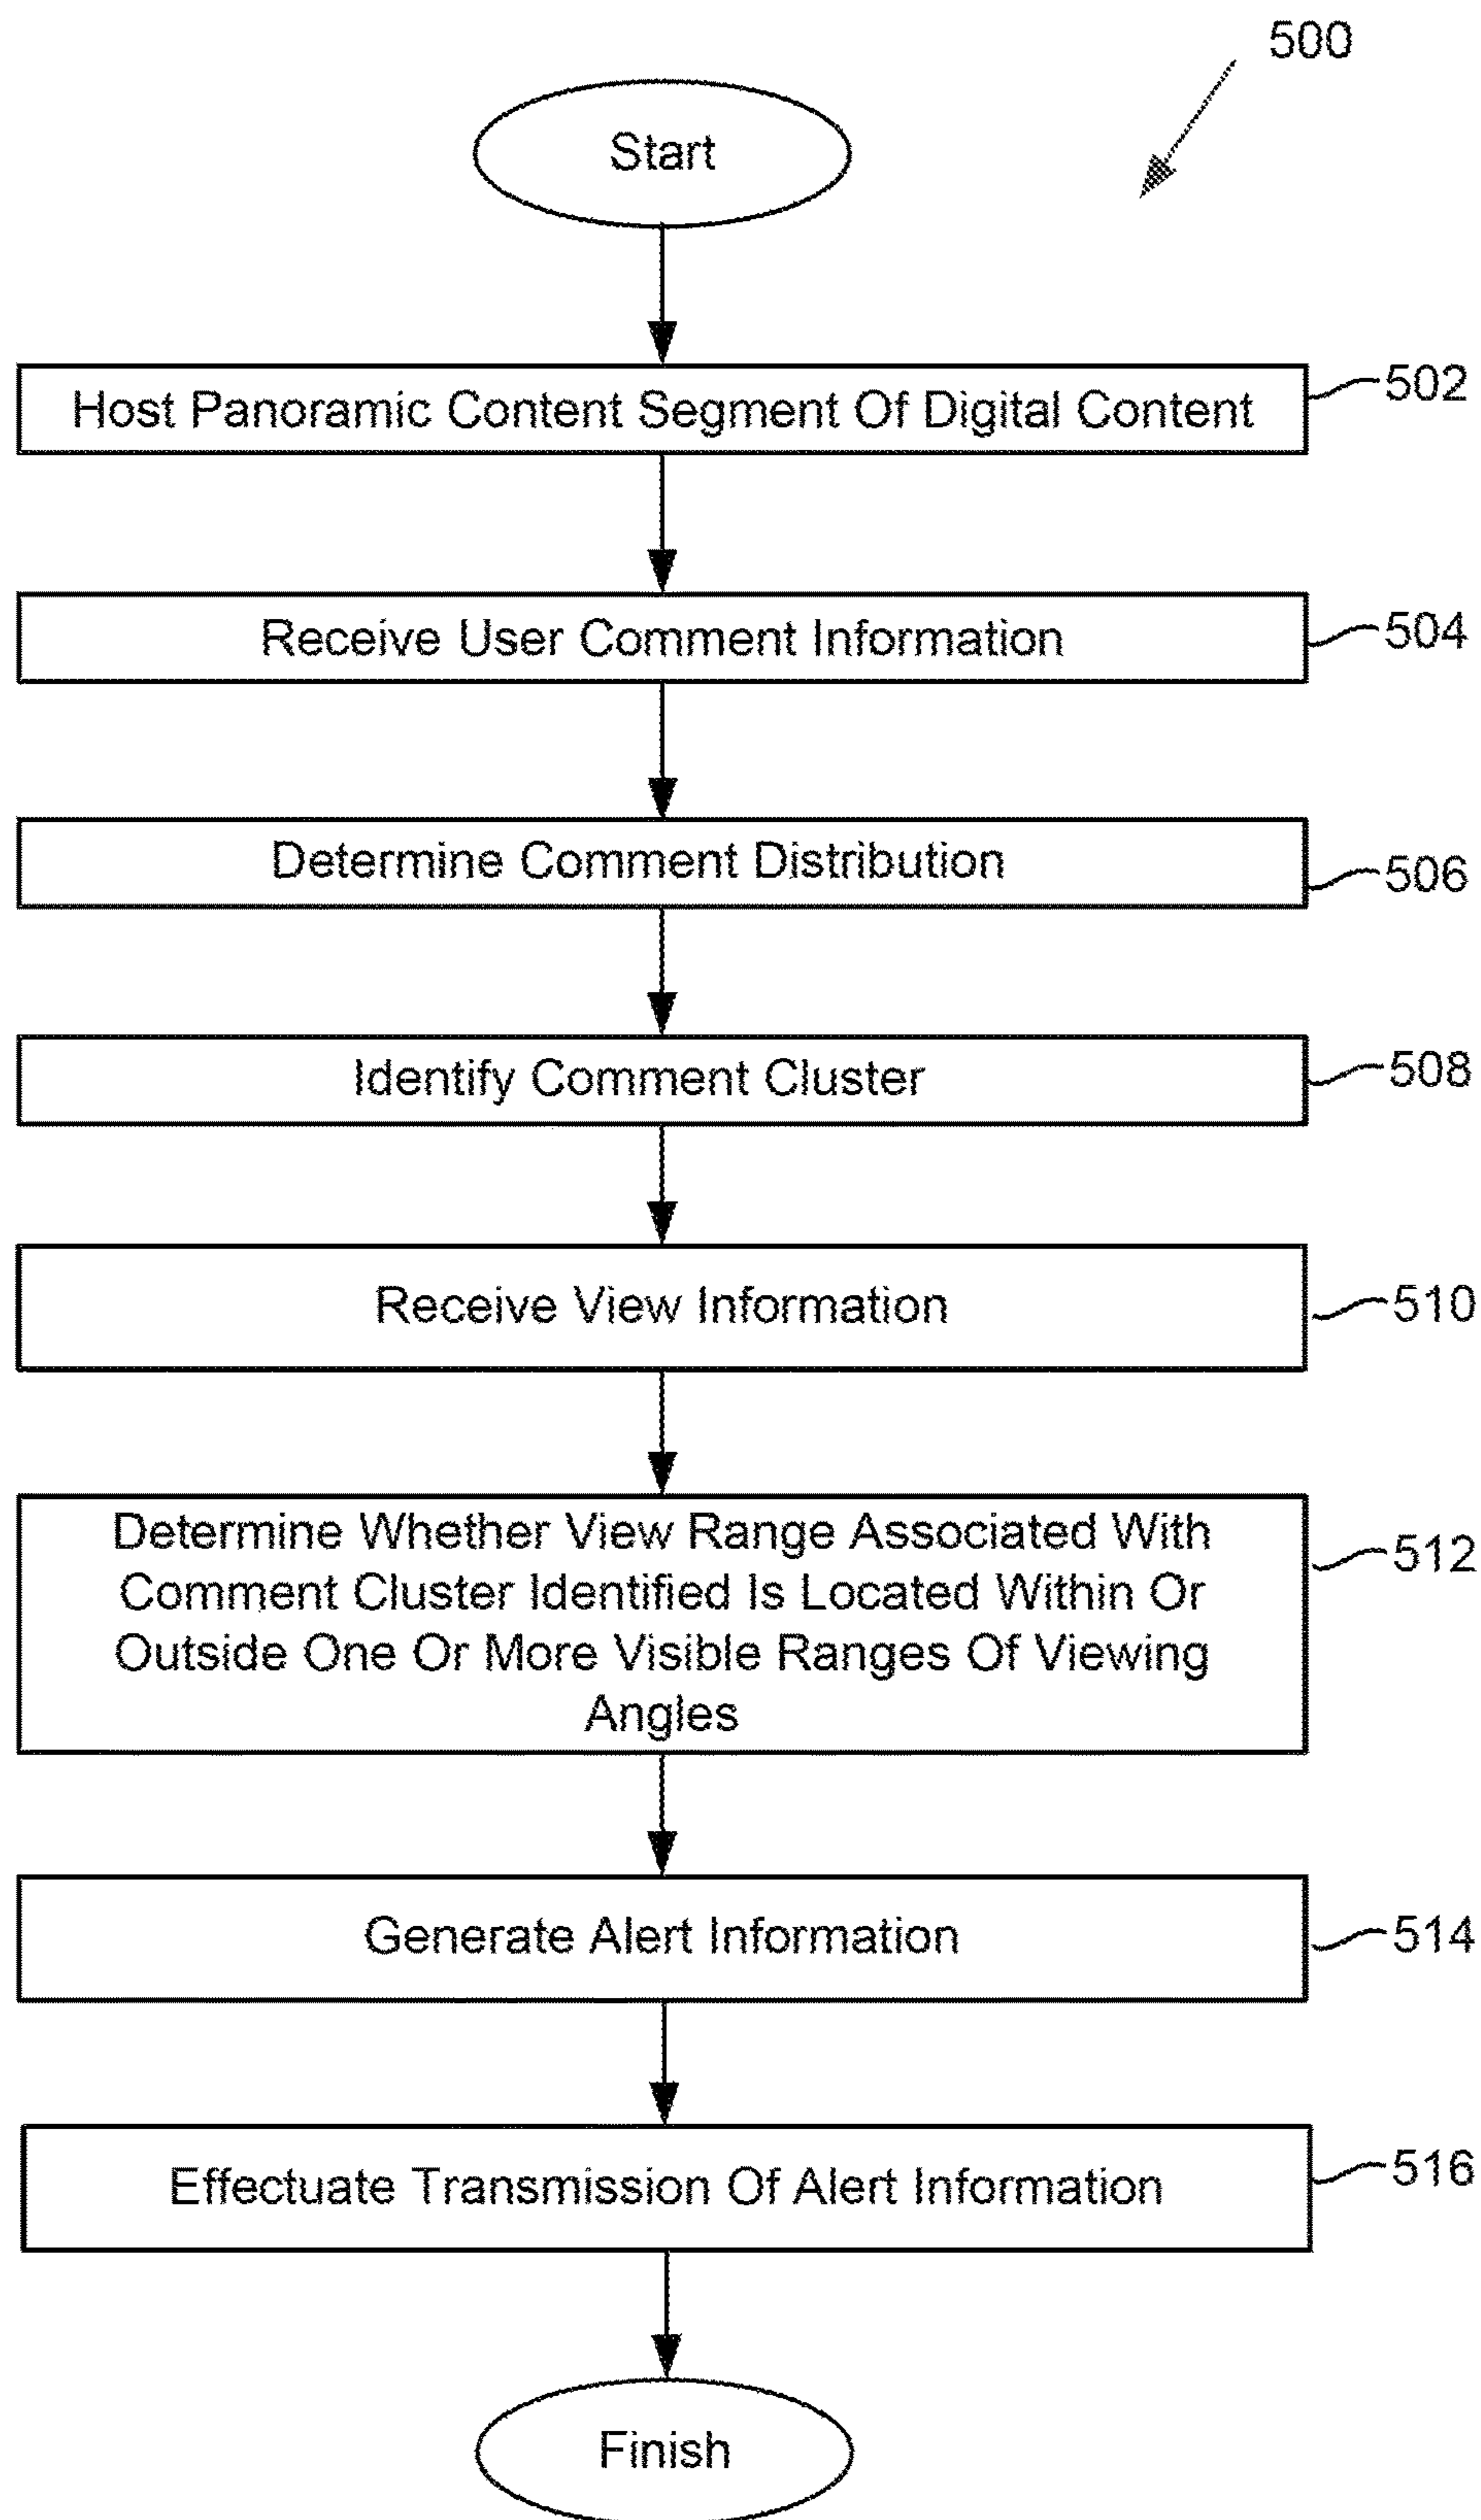 500
Start
Host Panoramic Content Segment Of Digital Content
502
Receive User Comment Information
504
Determine Comment Distribution
506
Identify Comment Cluster
508
Receive View Information
510
Determine Whether View Range Associated With
Comment Cluster Identified Is Located Within Or
Outside One Or More Visible Ranges Of Viewing
Angles
512
Generate Alert Information
514
Effectuate Transmission Of Alert Information
516
Finish